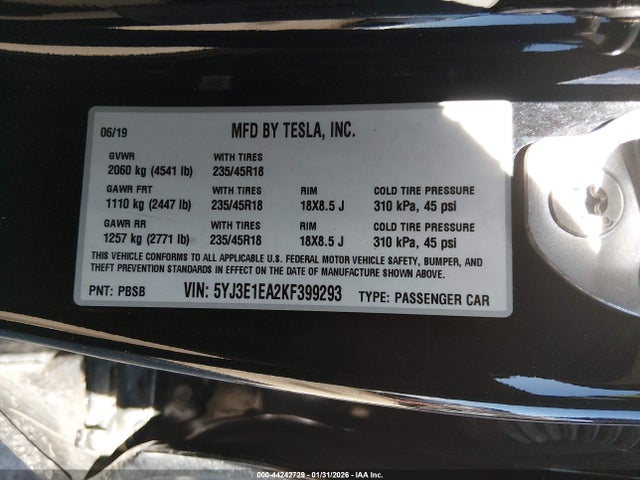 06/19 MFD BY TESLA, INC.
GVWR WITH TIRES
2060 kg (4541 lb) 235/45R18
GAWR FRT WITH TIRES RIM COLD TIRE PRESSURE
1110 kg (2447 lb) 235/45R18 18X8.5 J 310 kPa, 45 psi
GAWR RR WITH TIRES RIM COLD TIRE PRESSURE
1257 kg (2771 lb) 235/45R18 18X8.5 J 310 kPa, 45 psi
THIS VEHICLE CONFORMS TO ALL APPLICABLE U.S. FEDERAL MOTOR VEHICLE SAFETY, BUMPER, AND
THEFT PREVENTION STANDARDS IN EFFECT ON THE DATE OF MANUFACTURE SHOWN ABOVE.
PNT: PBSB VIN: 5YJ3E1EA2KF399293 TYPE: PASSENGER CAR
000-44242729 - 01/31/2026 - IAA Inc.